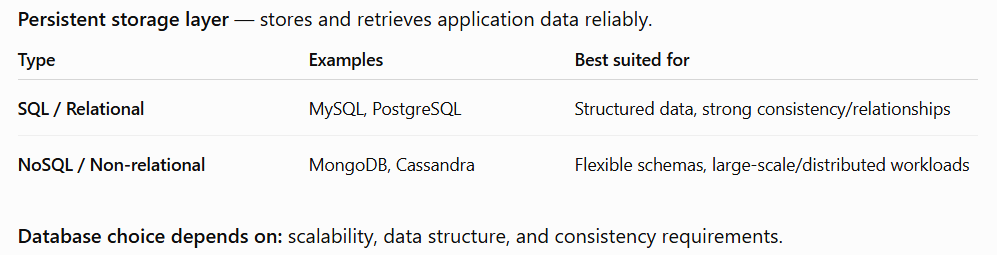 Persistent storage layer — stores and retrieves application data reliably.
Type Examples Best suited for
SQL / Relational MySQL, PostgreSQL Structured data, strong consistency/relationships
NoSQL / Non-relational MongoDB, Cassandra Flexible schemas, large-scale/distributed workloads
Database choice depends on: scalability, data structure, and consistency requirements.